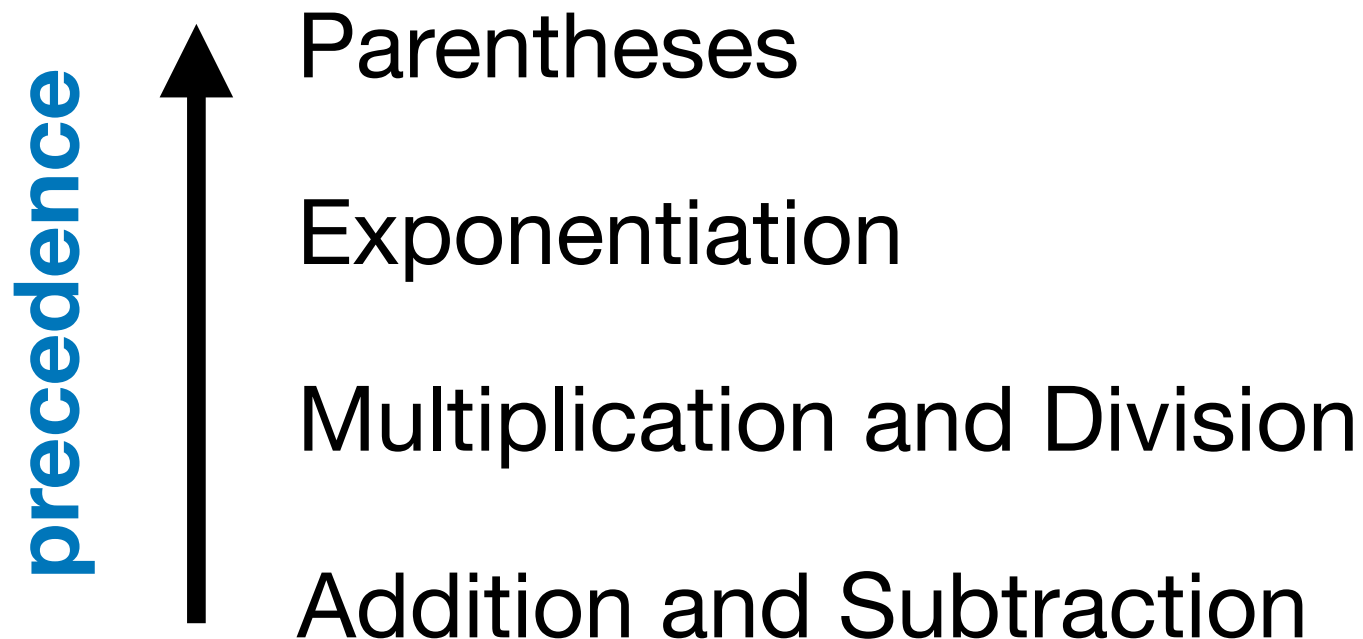 precedence
Parentheses
Exponentiation
Multiplication and Division
Addition and Subtraction